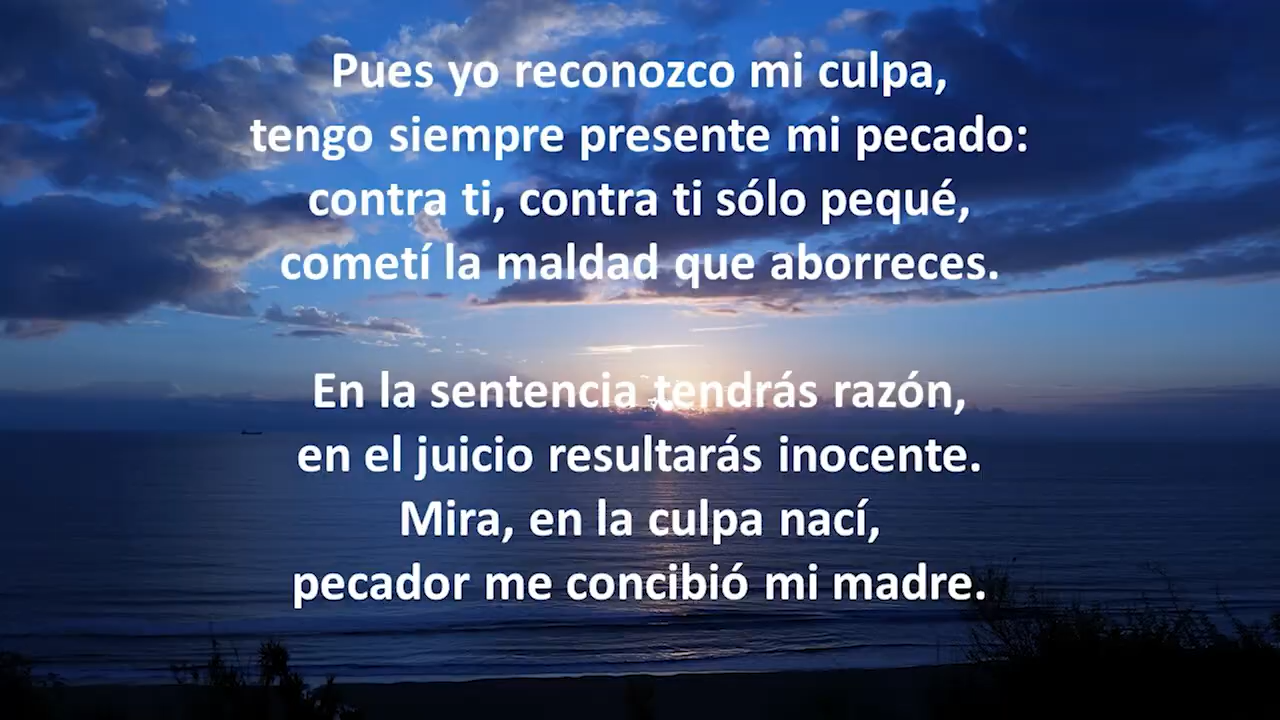 Pues yo reconozco mi culpa,
tengo siempre presente mi pecado:
contra ti, contra ti sólo pequé,
cometí la maldad que aborreces.
En la sentencia tendrás razón,
en el juicio resultarás inocente.
Mira, en la culpa nací,
pecador me concibió mi madre.